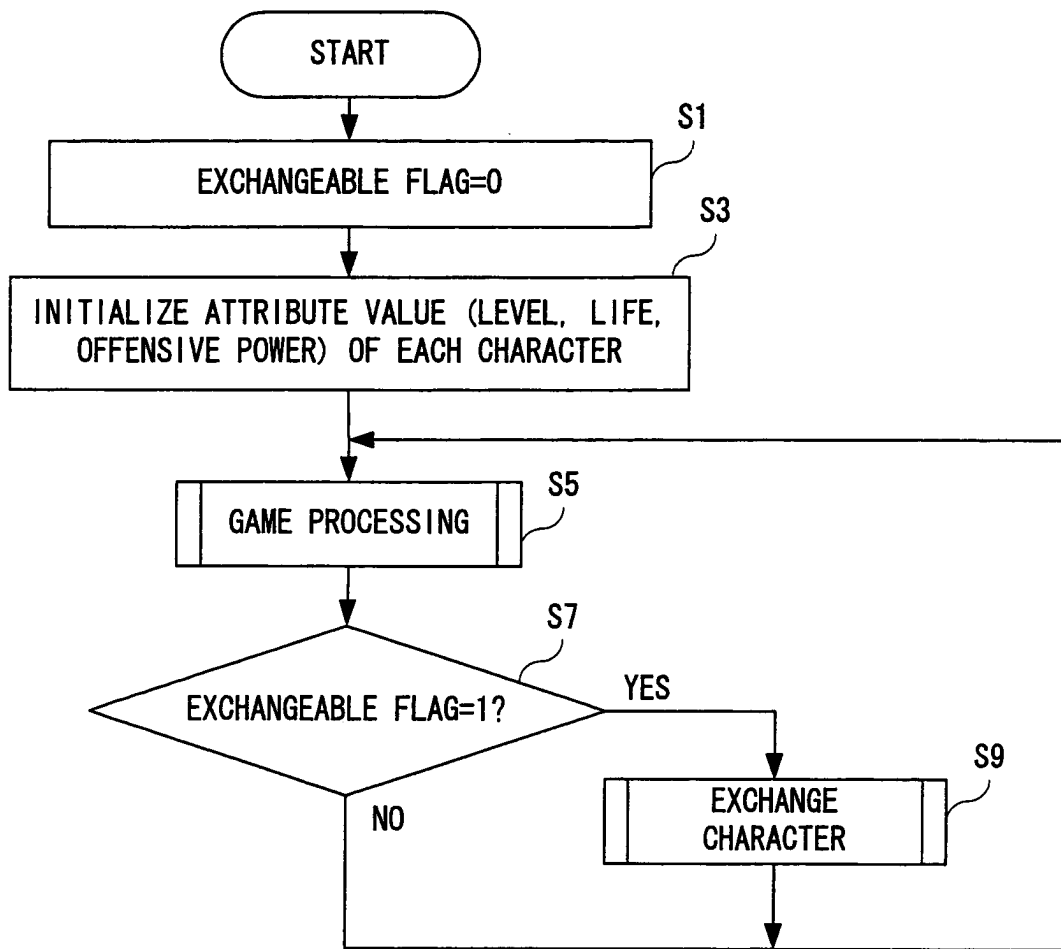 START
S1
EXCHANGEABLE FLAG=0
S3
INITIALIZE ATTRIBUTE VALUE (LEVEL, LIFE,
OFFENSIVE POWER) OF EACH CHARACTER
S5
GAME PROCESSING
S7
EXCHANGEABLE FLAG=1?
YES
S9
EXCHANGE
CHARACTER
NO